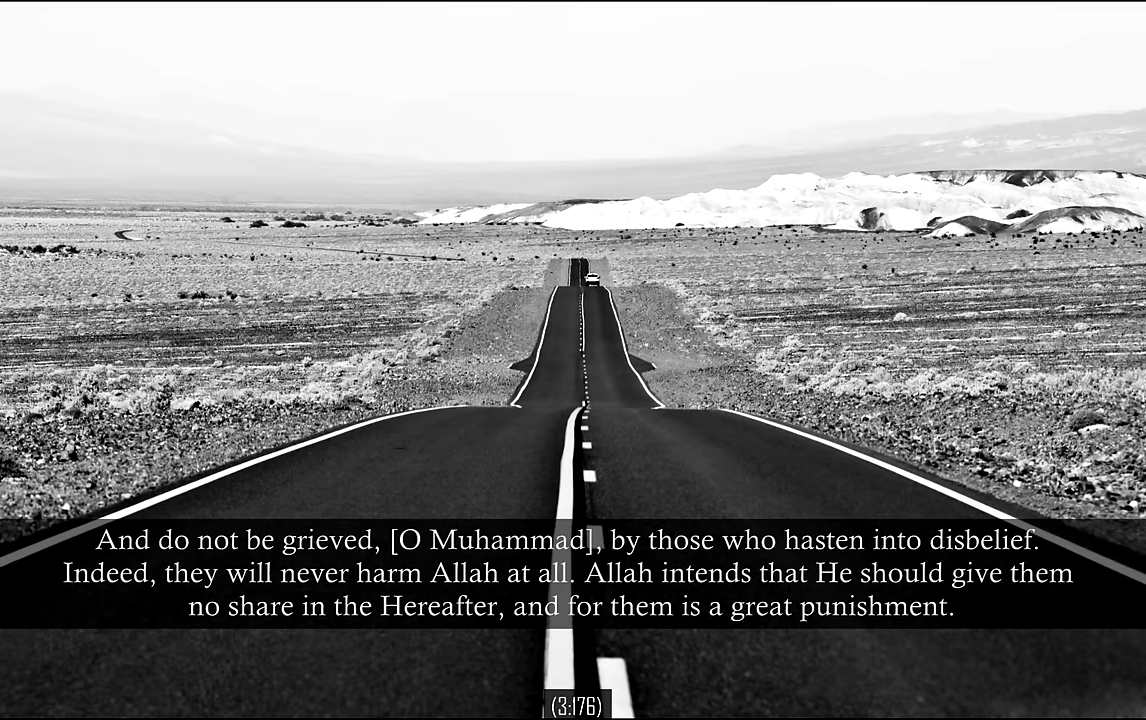 And do not be grieved, [O Muhammad], by those who hasten into disbelief.
Indeed, they will never harm Allah at all. Allah intends that He should give them
no share in the Hereafter, and for them is a great punishment.
(3:176)